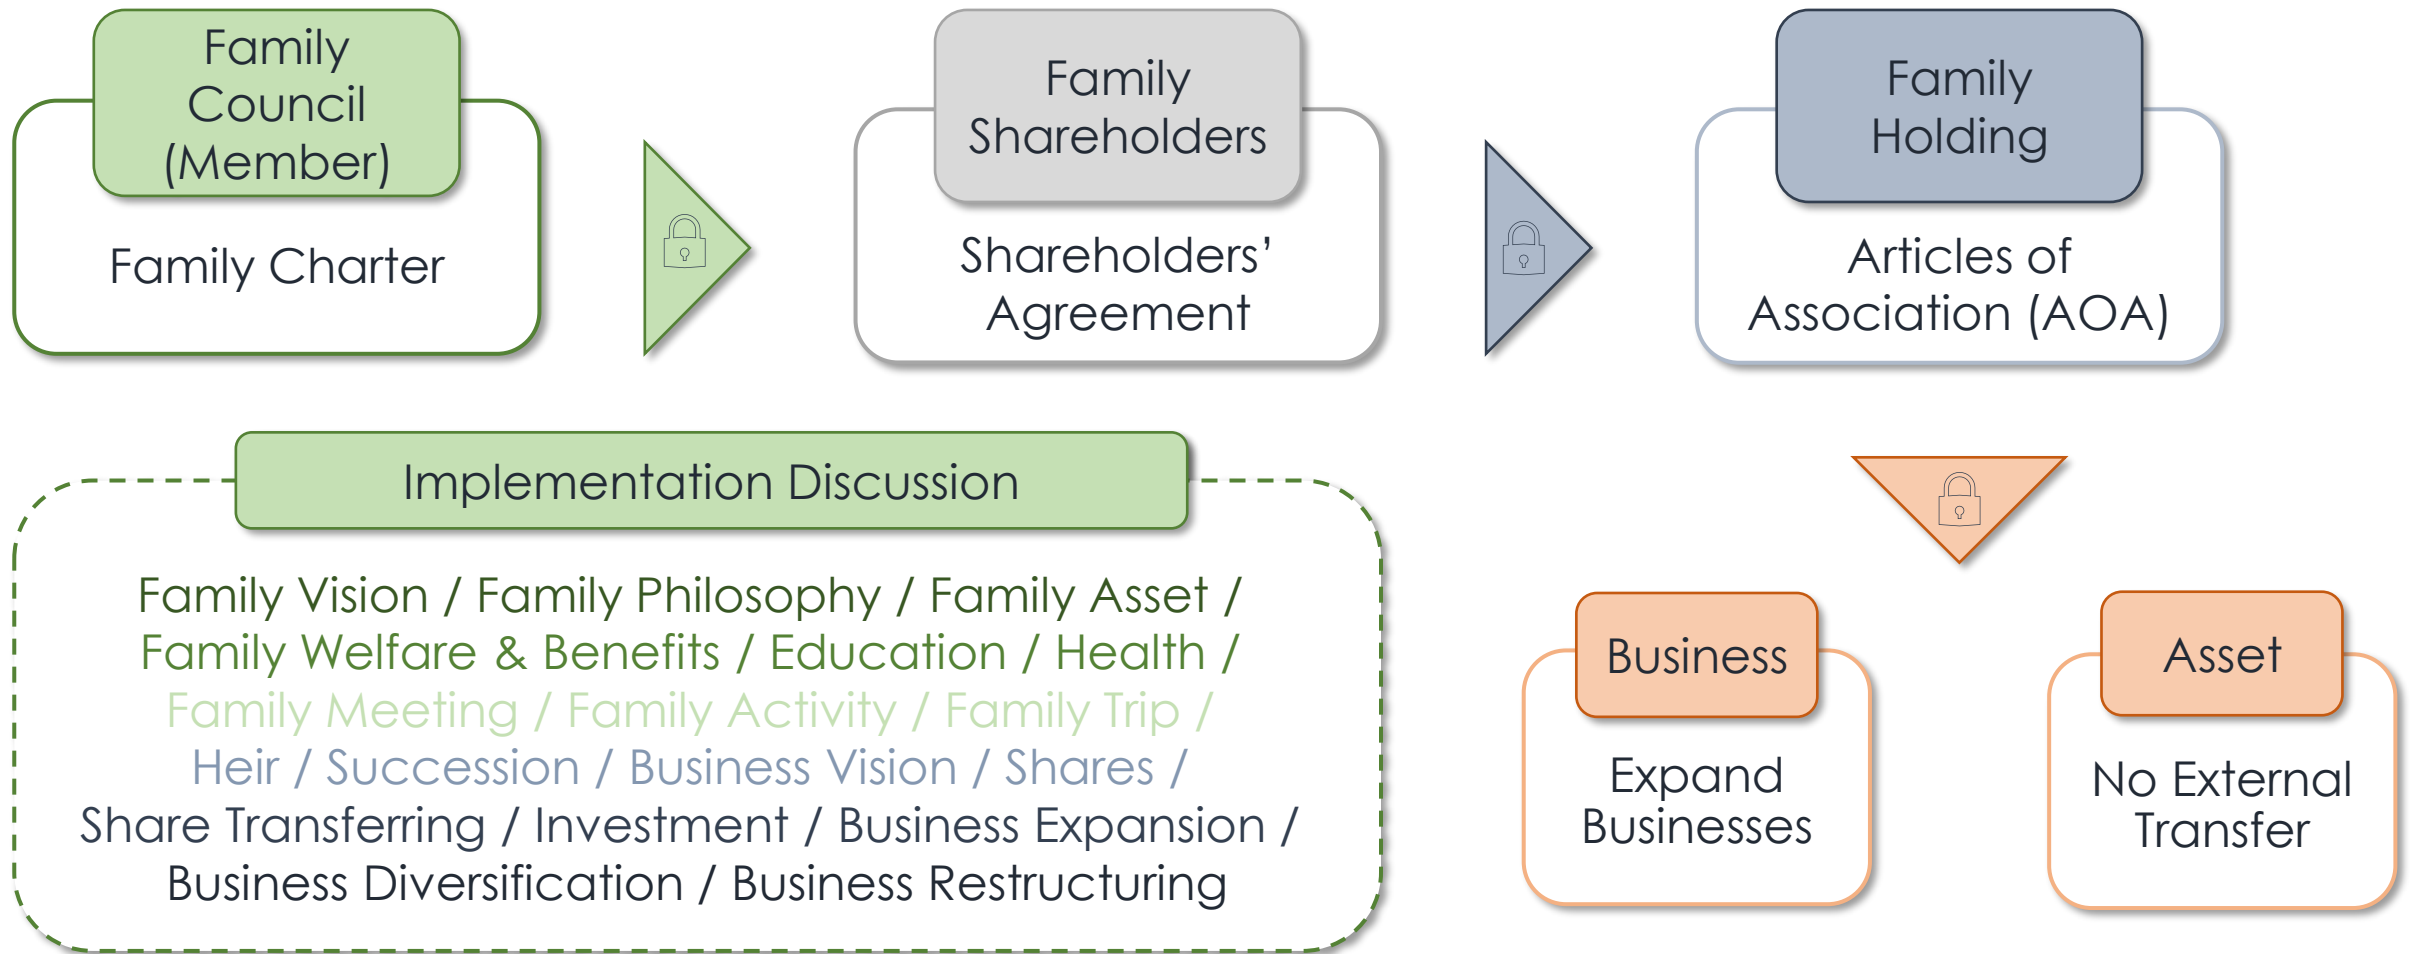 Family
Council
(Member)
Family Charter
Family
Shareholders
Shareholders’
Agreement
Family
Holding
Articles of
Association (AOA)
Implementation Discussion
Family Vision / Family Philosophy / Family Asset /
Family Welfare & Benefits / Education / Health /
Family Meeting / Family Activity / Family Trip /
Heir / Succession / Business Vision / Shares /
Share Transferring / Investment / Business Expansion /
Business Diversification / Business Restructuring
Business
Expand
Businesses
Asset
No External
Transfer